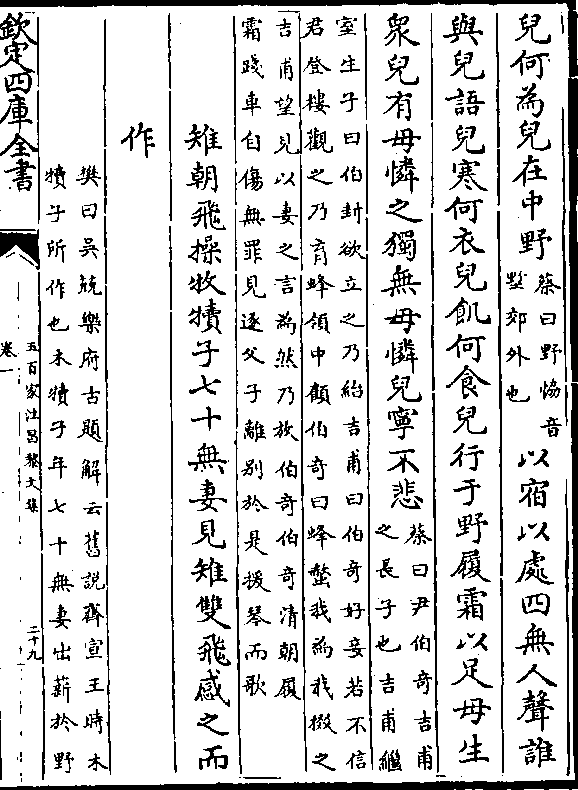 兒何為兒在中野蔡曰野協音墅郊外也以宿以處四無人聲誰
與兒語兒寒何衣兒飢何食兒行于野履霜以足母生
衆兒有母憐之獨無母憐兒寧不悲蔡曰尹伯奇吉甫之長子也吉甫繼
室生子曰伯封欲立之乃紿吉甫曰伯奇好妾若不信
君登樓觀之乃育蜂領中顧伯奇曰蜂螫我為我掇之
吉甫望見以妻之言為然乃放伯奇伯奇清朝履
霜踐車自傷無罪見逐父子離别於是援琴而歌
雉朝飛操牧犢子七十無妻見雉雙飛感之而
作
樊曰吳兢樂府古題解云舊說齊宣王時木
犢子所作也木犢子年七十無妻出薪於野
欽定四庫全書
卷一
五百家注昌黎文集
二十九